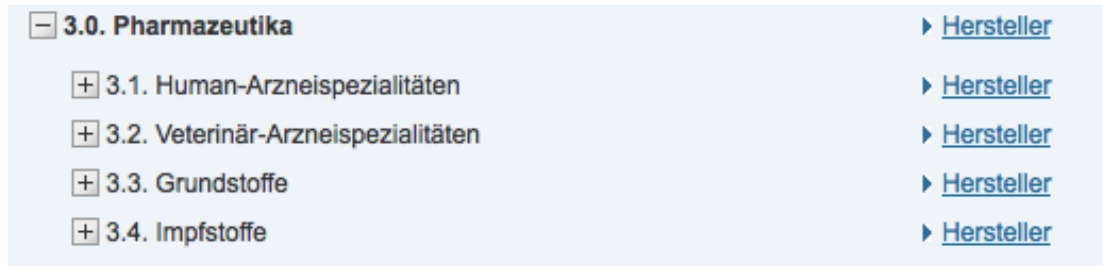 3.0. Pharmazeutika Hersteller
3.1. Human-Arzneispezialitäten Hersteller
3.2. Veterinär-Arzneispezialitäten Hersteller
3.3. Grundstoffe Hersteller
3.4. Impfstoffe Hersteller